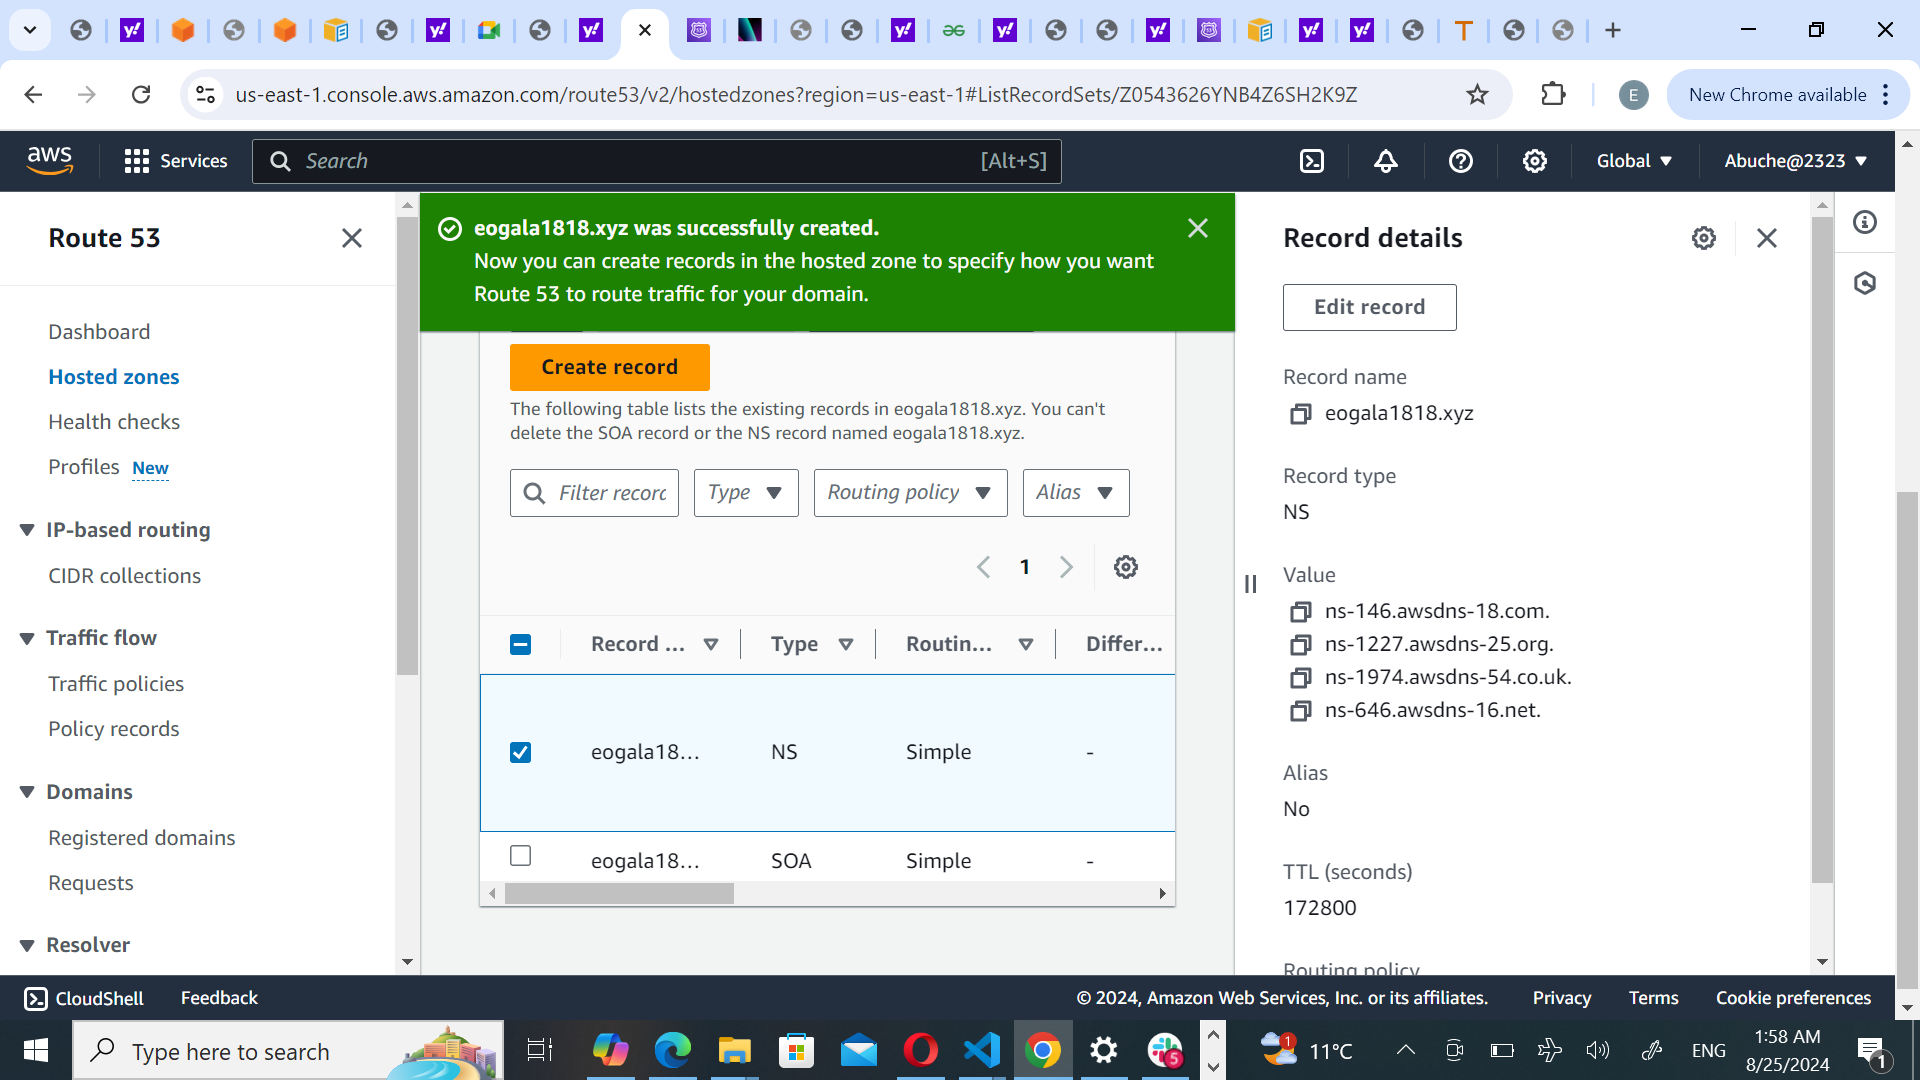 us-east-1.console.aws.amazon.com/route53/v2/hostedzones?region=us-east-1#ListRecordSets/Z0543626YNB4Z6SH2K9Z
E
New Chrome available
aws
Services
Search
[Alt+S]
Global
Abuche@2323
Route 53
Dashboard
Hosted zones
Health checks
Profiles New
IP-based routing
CIDR collections
Traffic flow
Traffic policies
Policy records
Domains
Registered domains
Requests
Resolver
eogala1818.xyz was successfully created.
Now you can create records in the hosted zone to specify how you want
Route 53 to route traffic for your domain.
Create record
The following table lists the existing records in eogala1818.xyz. You can't
delete the SOA record or the NS record named eogala1818.xyz.
Filter recorc
Type
Routing policy
Alias
1
Record ...
Type
Routin...
Differ...
eogala18...
NS
Simple
-
eogala18...
SOA
Simple
-
Record details
Edit record
Record name
eogala1818.xyz
Record type
NS
Value
ns-146.awsdns-18.com.
ns-1227.awsdns-25.org.
ns-1974.awsdns-54.co.uk.
ns-646.awsdns-16.net.
Alias
No
TTL (seconds)
172800
Routing policy
CloudShell
Feedback
© 2024, Amazon Web Services, Inc. or its affiliates.
Privacy
Terms
Cookie preferences
Type here to search
5
1
11°C
ENG
1:58 AM
8/25/2024
1